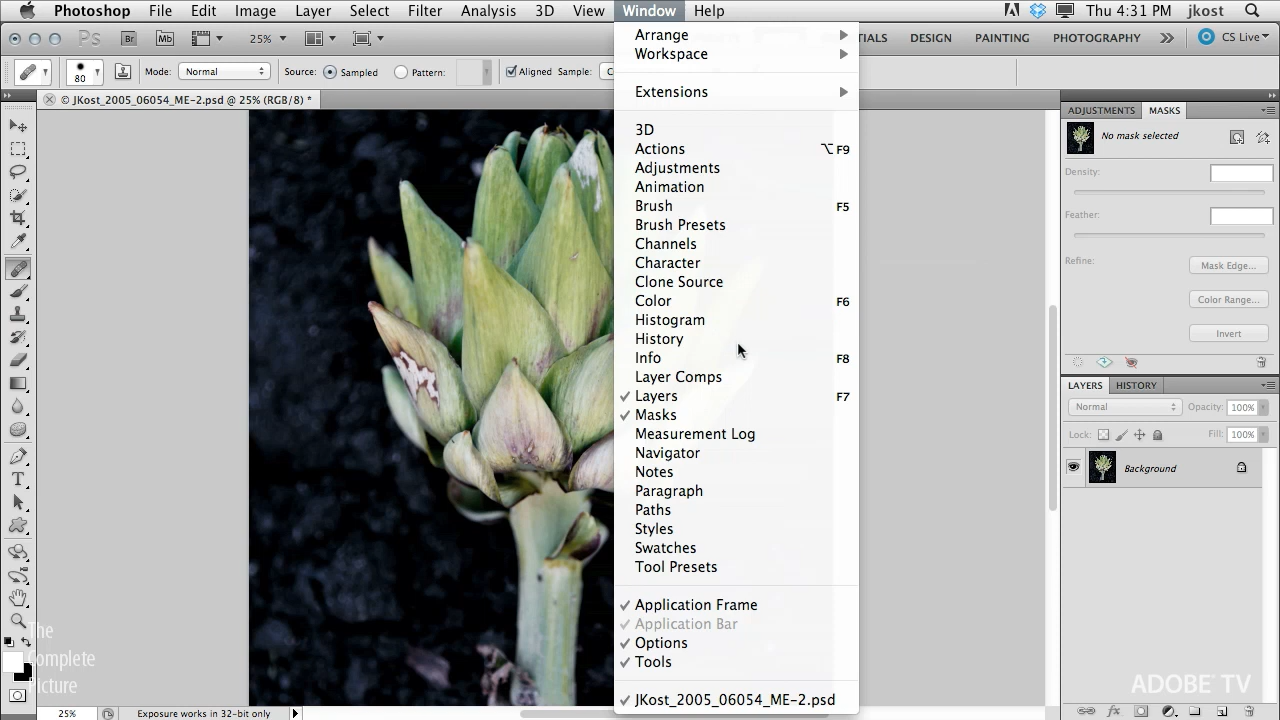 Photoshop File Edit Image Layer Select Filter Analysis 3D View Window Help Thu 4:31 PM jkost
Ps Br Mb 25% DESIGN PAINTING PHOTOGRAPHY CS Live
80 Mode: Normal Source: Sampled Pattern: Aligned Sample:
© JKost_2005_06054_ME-2.psd @ 25% (RGB/8) *
Arrange
Workspace
Extensions
3D
Actions ⌥F9
Adjustments
Animation
Brush F5
Brush Presets
Channels
Character
Clone Source
Color F6
Histogram
History
Info F8
Layer Comps
Layers F7
Masks
Measurement Log
Navigator
Notes
Paragraph
Paths
Styles
Swatches
Tool Presets
Application Frame
Application Bar
Options
Tools
JKost_2005_06054_ME-2.psd
ADJUSTMENTS MASKS
No mask selected
Density:
Feather:
Refine: Mask Edge...
Color Range...
Invert
LAYERS HISTORY
Normal Opacity: 100%
Lock: Fill: 100%
Background
T
The
Complete
Picture
ADOBE TV
25% Exposure works in 32-bit only